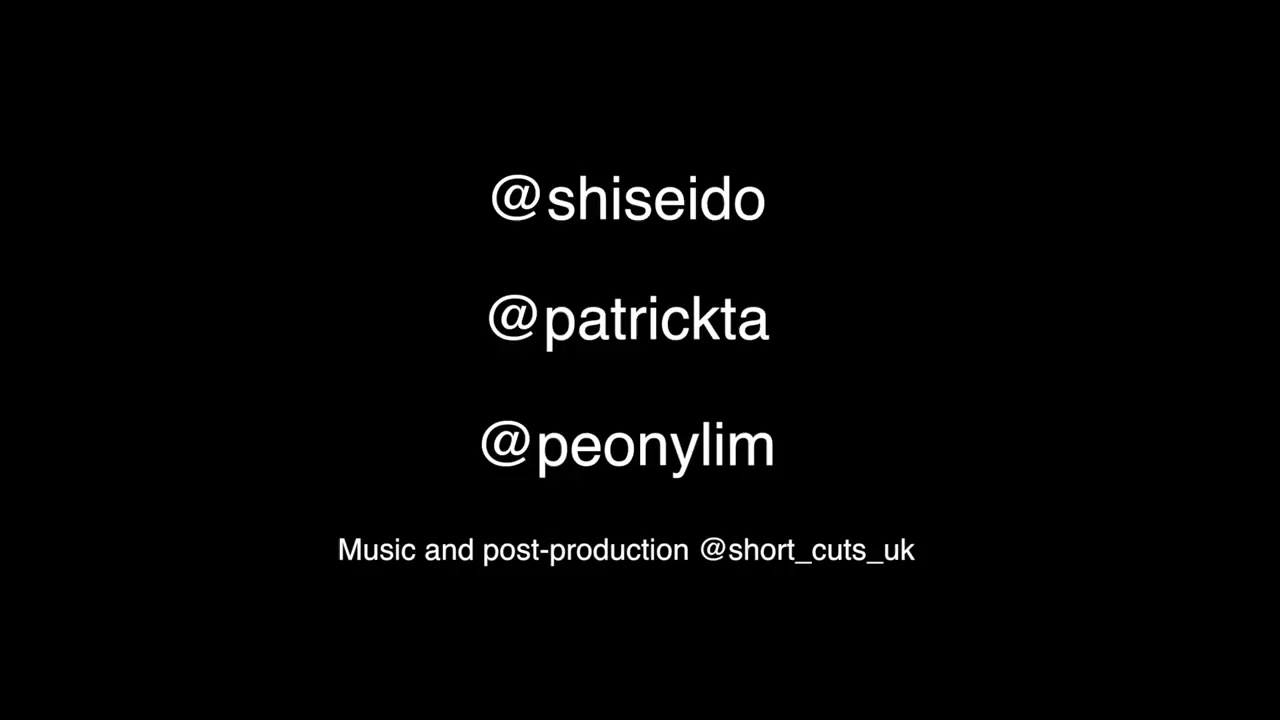 @shiseido
@patrickta
@peonylim
Music and post-production @short_cuts_uk